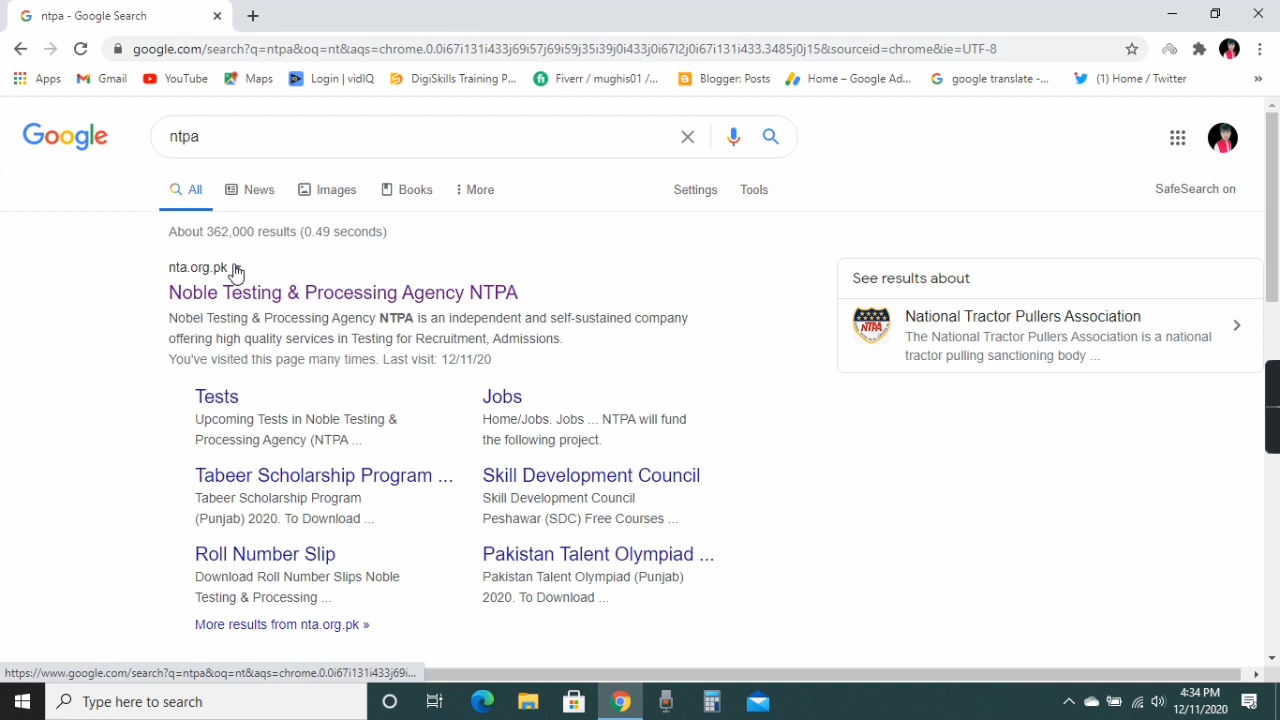 ntpa - Google Search
google.com/search?q=ntpa&oq=nt&aqs=chrome.0.0i67i131i433j69i57j69i59j35i39j0i433j0i67l2j0i67i131i433.3485j0j15&sourceid=chrome&ie=UTF-8
Apps Gmail YouTube Maps Login | vidIQ DigiSkills Training P... Fiverr / mughis01 /... Blogger: Posts Home – Google Ad... google translate -... (1) Home / Twitter »
Google ntpa
All News Images Books More Settings Tools SafeSearch on
About 362,000 results (0.49 seconds)
nta.org.pk
Noble Testing & Processing Agency NTPA
Nobel Testing & Processing Agency NTPA is an independent and self-sustained company
offering high quality services in Testing for Recruitment, Admissions.
You've visited this page many times. Last visit: 12/11/20
Tests
Upcoming Tests in Noble Testing &
Processing Agency (NTPA ...
Jobs
Home/Jobs. Jobs ... NTPA will fund
the following project.
Tabeer Scholarship Program ...
Tabeer Scholarship Program
(Punjab) 2020. To Download ...
Skill Development Council
Skill Development Council
Peshawar (SDC) Free Courses ...
Roll Number Slip
Download Roll Number Slips Noble
Testing & Processing ...
Pakistan Talent Olympiad ...
Pakistan Talent Olympiad (Punjab)
2020. To Download ...
More results from nta.org.pk »
See results about
NTPA
National Tractor Pullers Association
The National Tractor Pullers Association is a national
tractor pulling sanctioning body ...
https://www.google.com/search?q=ntpa&oq=nt&aqs=chrome.0.0i67i131i433j69i...
Type here to search
4:34 PM
12/11/2020